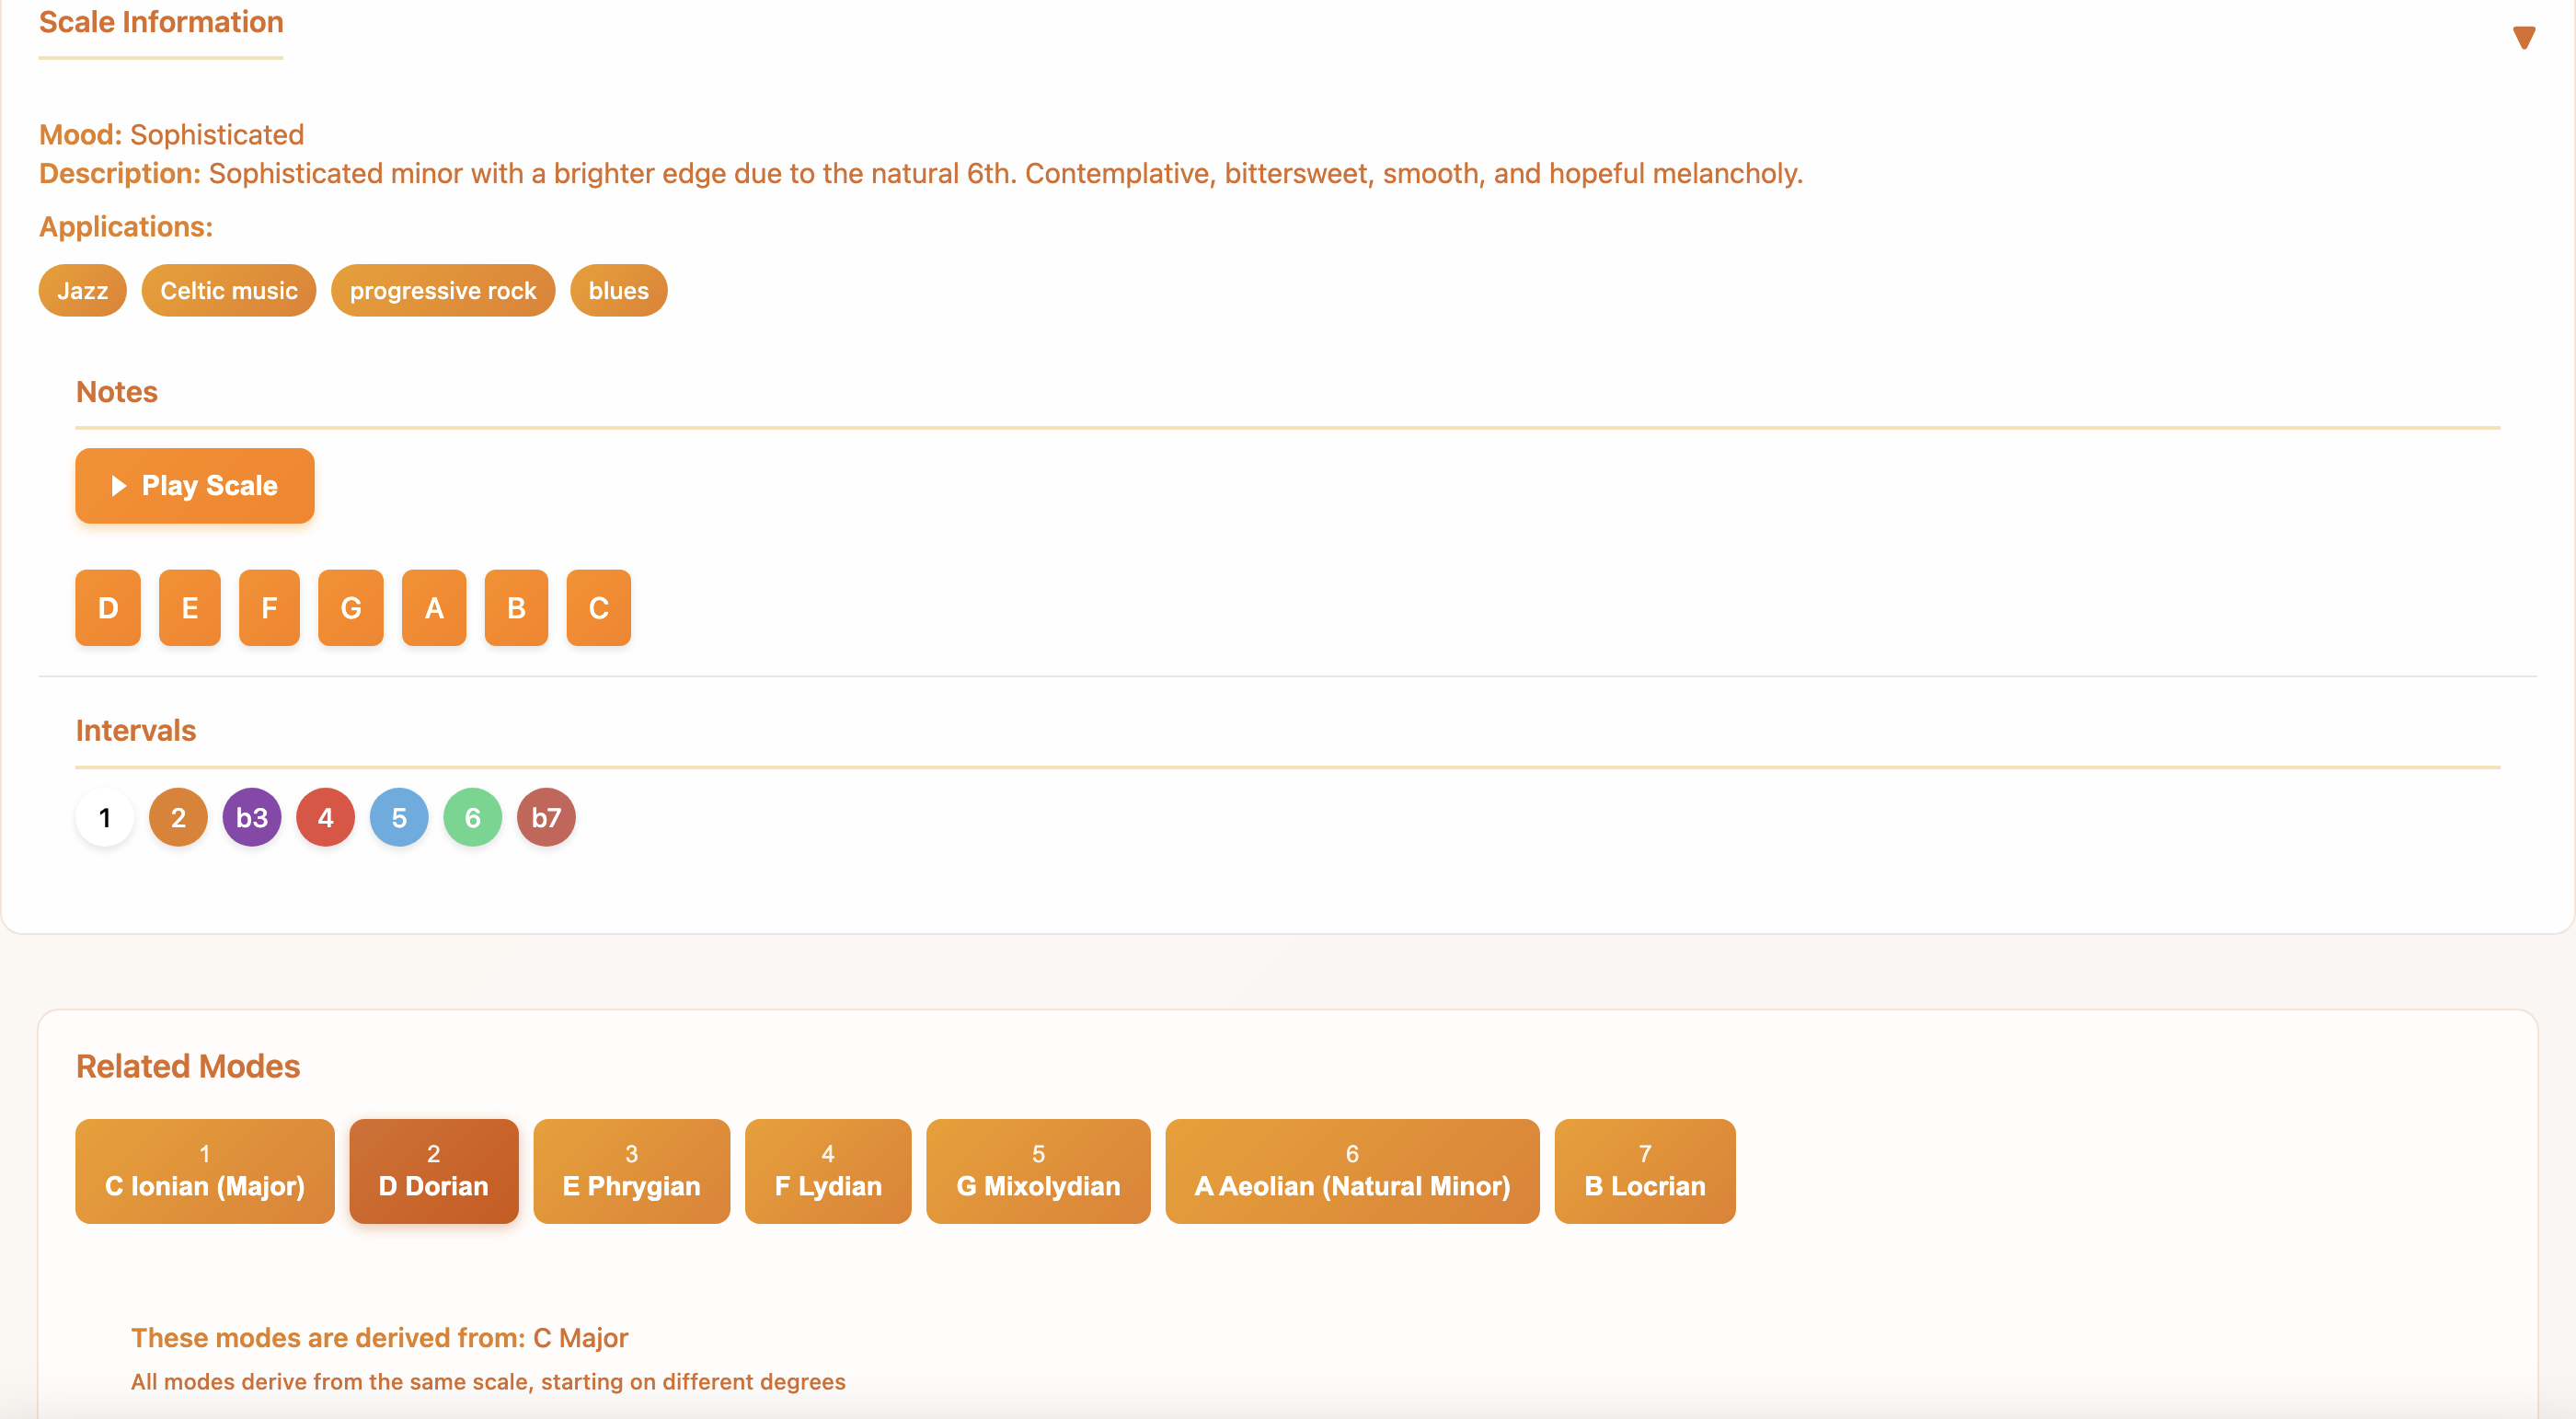 Scale Information
Mood: Sophisticated
Description: Sophisticated minor with a brighter edge due to the natural 6th. Contemplative, bittersweet, smooth, and hopeful melancholy.
Applications:
Jazz Celtic music progressive rock blues
Notes
Play Scale
D E F G A B C
Intervals
1 2 b3 4 5 6 b7
Related Modes
1 2 3 4 5 6 7
C Ionian (Major) D Dorian E Phrygian F Lydian G Mixolydian A Aeolian (Natural Minor) B Locrian
These modes are derived from: C Major
All modes derive from the same scale, starting on different degrees